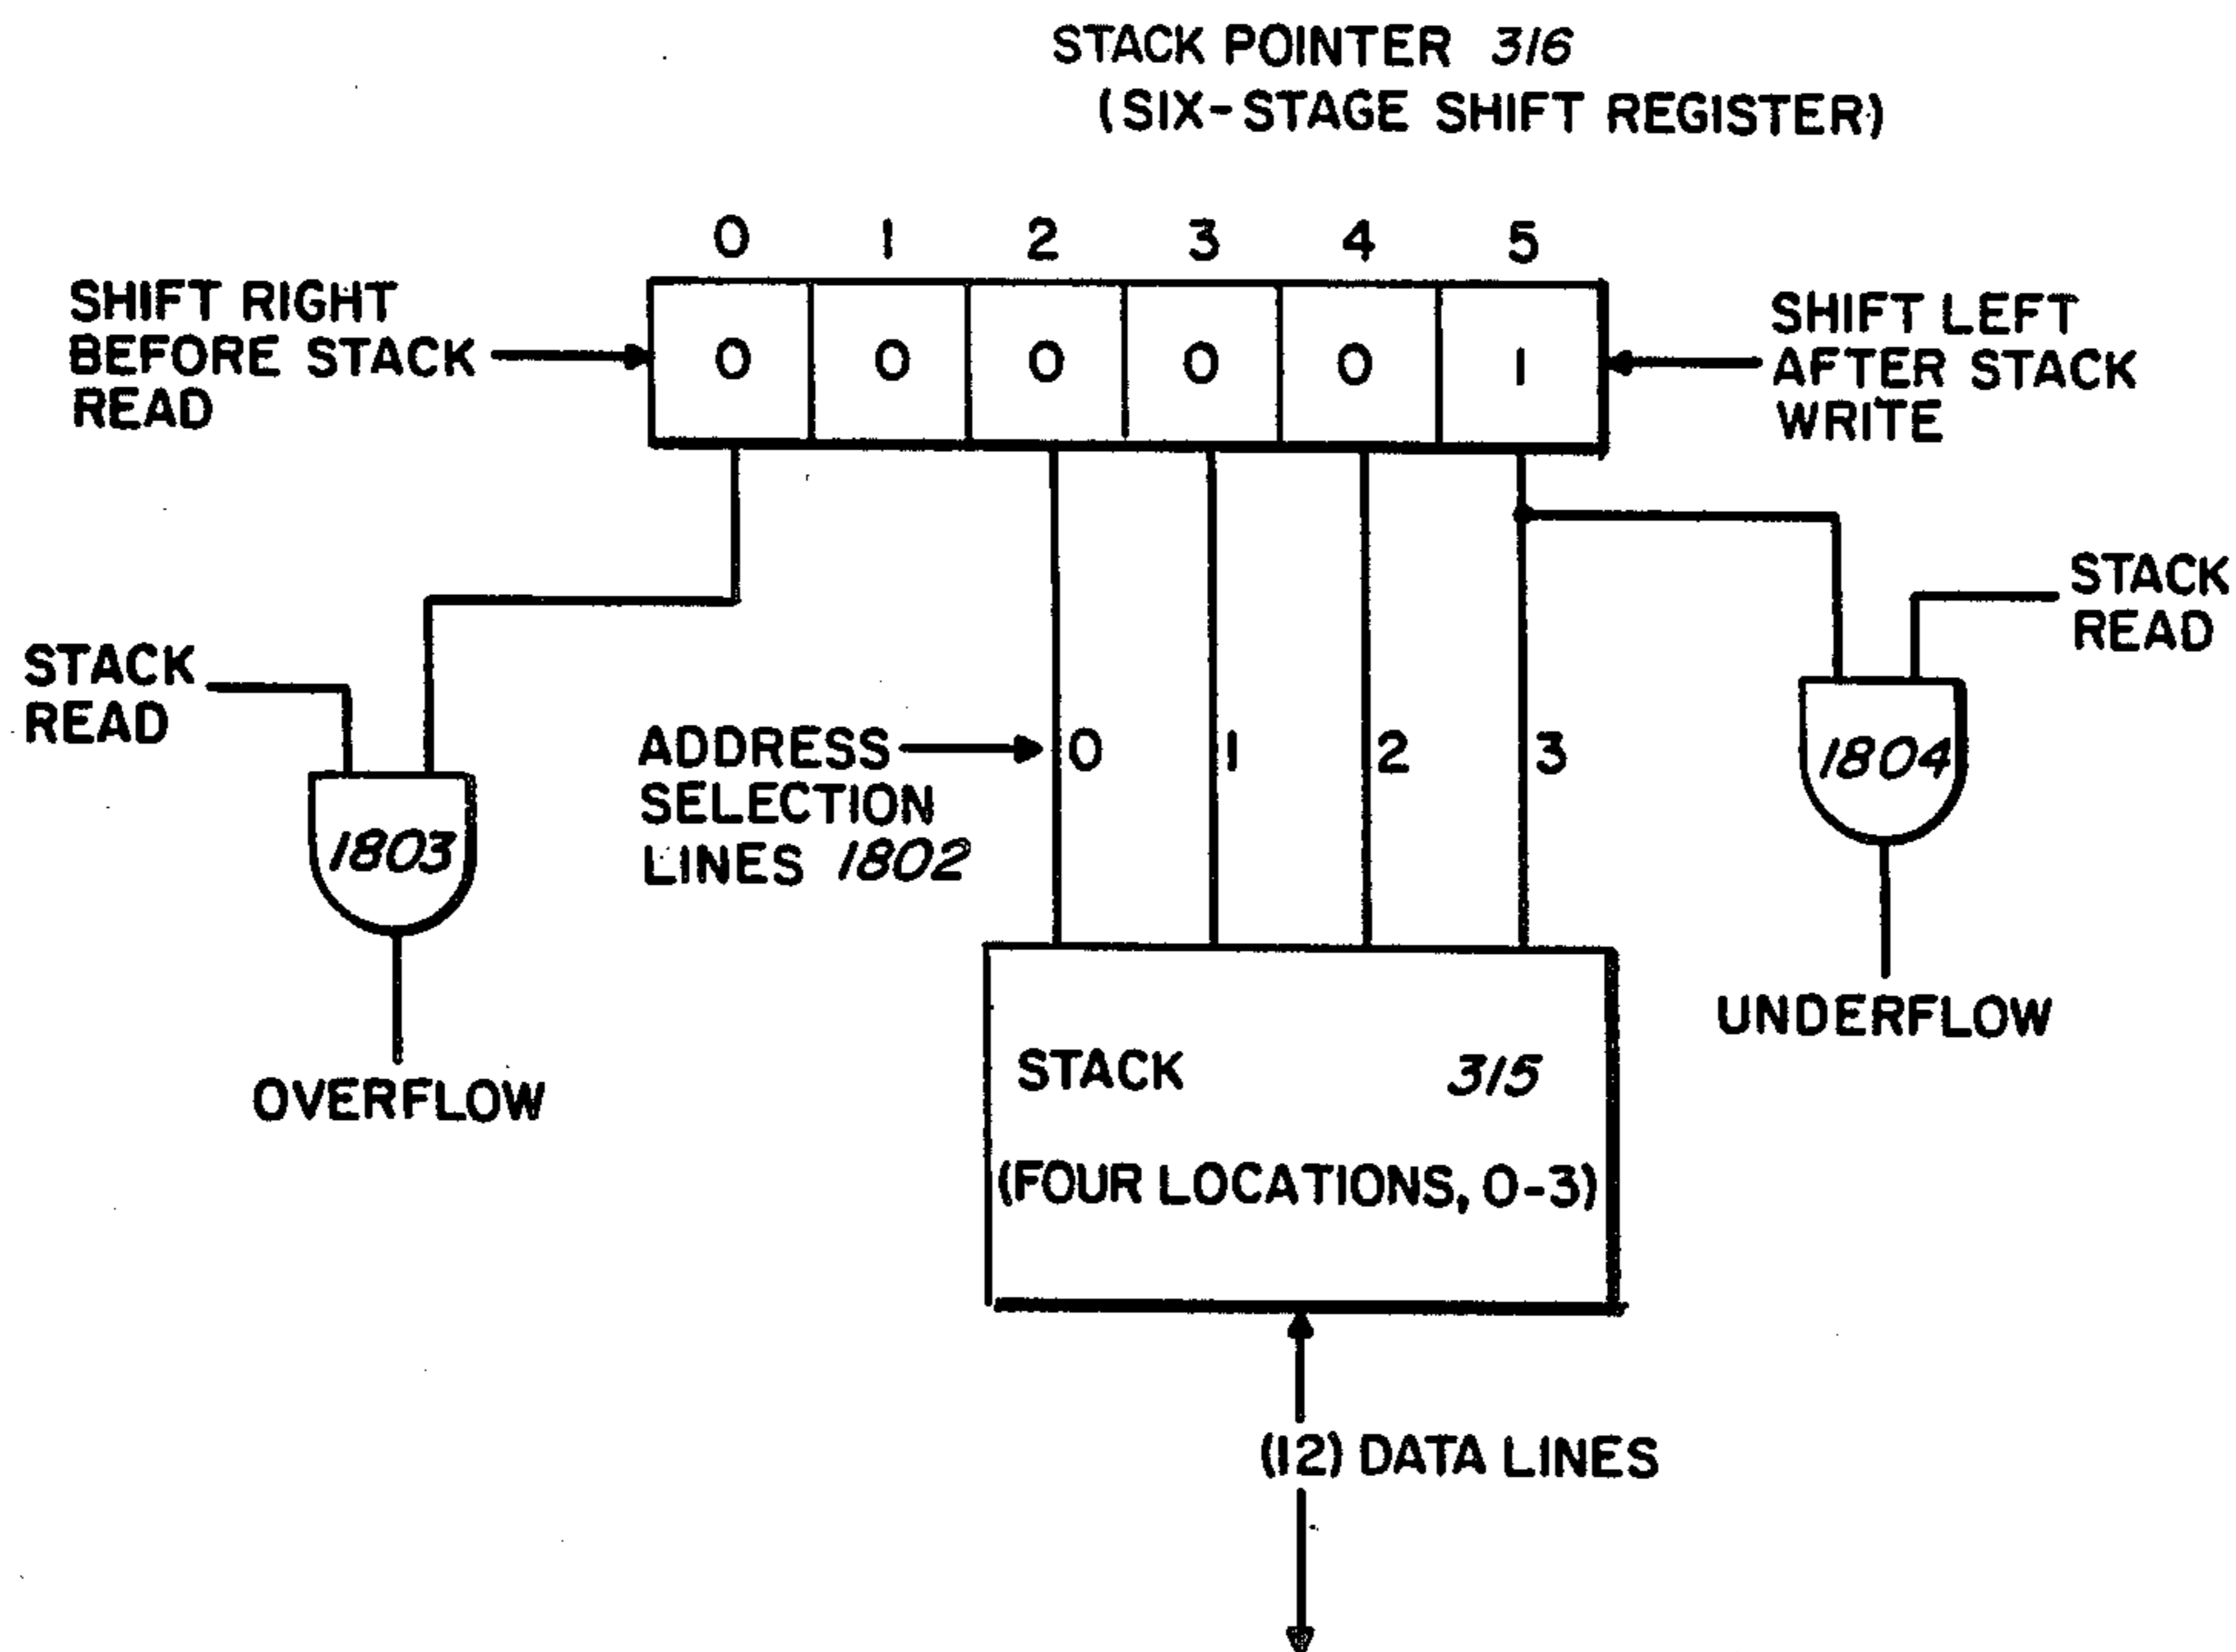 STACK POINTER 316
(SIX-STAGE SHIFT REGISTER)
0 1 2 3 4 5
SHIFT RIGHT
BEFORE STACK
READ
0 0 0 0 0 1
SHIFT LEFT
AFTER STACK
WRITE
STACK
READ
1803
OVERFLOW
ADDRESS
SELECTION
LINES 1802
0 1 2 3
STACK
READ
1804
UNDERFLOW
STACK 315
(FOUR LOCATIONS, 0-3)
(12) DATA LINES